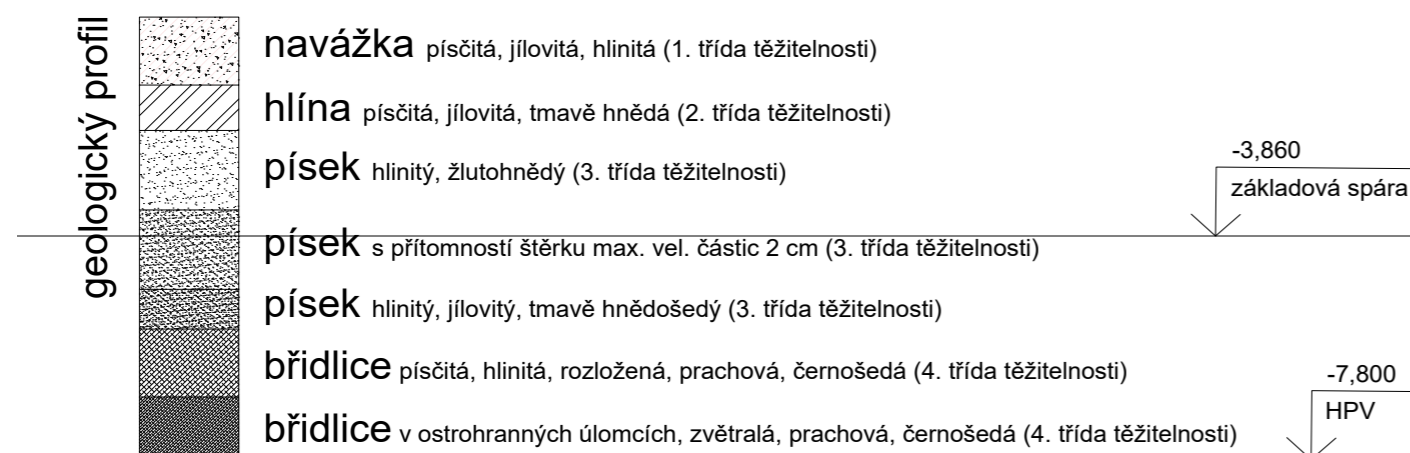 geologický profil
navážka písčitá, jílovitá, hlinitá (1. třída těžitelnosti)
hlína písčitá, jílovitá, tmavě hnědá (2. třída těžitelnosti)
-3,860
písek hlinitý, žlutohnědý (3. třída těžitelnosti)
základová spára
písek s přítomností štěrku max. vel. částic 2 cm (3. třída těžitelnosti)
písek hlinitý, jílovitý, tmavě hnědošedý (3. třída těžitelnosti)
břidlice písčitá, hlinitá, rozložená, prachová, černošedá (4. třída těžitelnosti)
-7,800
HPV
břidlice v ostrohranných úlomcích, zvětralá, prachová, černošedá (4. třída těžitelnosti)